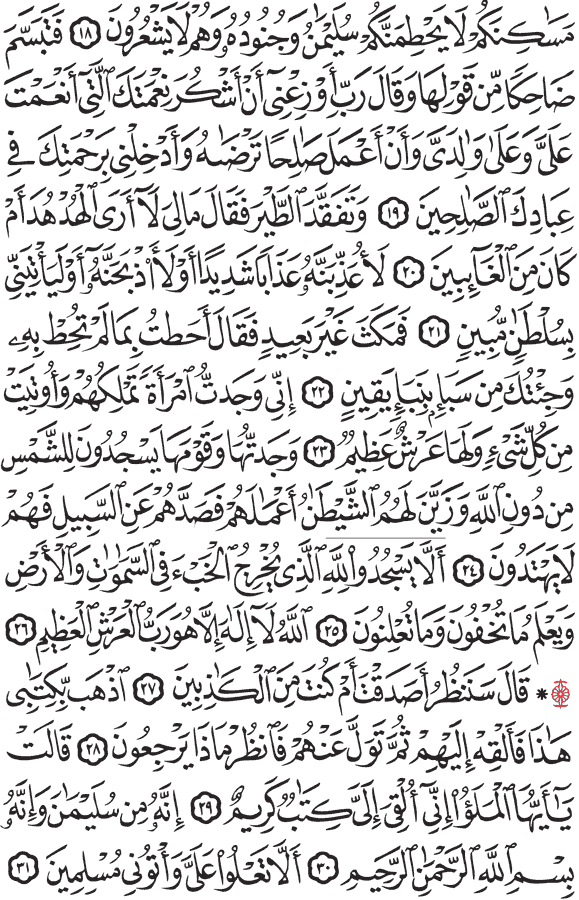 مَسَٰكِنَكُمْ لَا يَحْطِمَنَّكُمْ سُلَيْمَٰنُ وَجُنُودُهُۥ وَهُمْ لَا يَشْعُرُونَ ١٨ فَتَبَسَّمَ
ضَاحِكًا مِّن قَوْلِهَا وَقَالَ رَبِّ أَوْزِعْنِىٓ أَنْ أَشْكُرَ نِعْمَتَكَ ٱلَّتِىٓ أَنْعَمْتَ
عَلَىَّ وَعَلَىٰ وَٰلِدَىَّ وَأَنْ أَعْمَلَ صَٰلِحًا تَرْضَىٰهُ وَأَدْخِلْنِى بِرَحْمَتِكَ فِى
عِبَادِكَ ٱلصَّٰلِحِينَ ١٩ وَتَفَقَّدَ ٱلطَّيْرَ فَقَالَ مَالِىَ لَآ أَرَى ٱلْهُدْهُدَ أَمْ
كَانَ مِنَ ٱلْغَآئِبِينَ ٢٠ لَأُعَذِّبَنَّهُۥ عَذَابًا شَدِيدًا أَوْ لَأَا۟ذْبَحَنَّهُۥٓ أَوْ لَيَأْتِيَنِّى
بِسُلْطَٰنٍ مُّبِينٍ ٢١ فَمَكَثَ غَيْرَ بَعِيدٍ فَقَالَ أَحَطتُ بِمَا لَمْ تُحِطْ بِهِۦ
وَجِئْتُكَ مِن سَبَإٍۭ بِنَبَإٍ يَقِينٍ ٢٢ إِنِّى وَجَدتُّ ٱمْرَأَةً تَمْلِكُهُمْ وَأُوتِيَتْ
مِن كُلِّ شَىْءٍ وَلَهَا عَرْشٌ عَظِيمٌ ٢٣ وَجَدتُّهَا وَقَوْمَهَا يَسْجُدُونَ لِلشَّمْسِ
مِن دُونِ ٱللَّهِ وَزَيَّنَ لَهُمُ ٱلشَّيْطَٰنُ أَعْمَٰلَهُمْ فَصَدَّهُمْ عَنِ ٱلسَّبِيلِ فَهُمْ
لَا يَهْتَدُونَ ٢٤ أَلَّا يَسْجُدُوا۟ لِلَّهِ ٱلَّذِى يُخْرِجُ ٱلْخَبْءَ فِى ٱلسَّمَٰوَٰتِ وَٱلْأَرْضِ
وَيَعْلَمُ مَا تُخْفُونَ وَمَا تُعْلِنُونَ ٢٥ ٱللَّهُ لَآ إِلَٰهَ إِلَّا هُوَ رَبُّ ٱلْعَرْشِ ٱلْعَظِيمِ ٢٦
۞ قَالَ سَنَنظُرُ أَصَدَقْتَ أَمْ كُنتَ مِنَ ٱلْكَٰذِبِينَ ٢٧ ٱذْهَب بِّكِتَٰبِى
هَٰذَا فَأَلْقِهْ إِلَيْهِمْ ثُمَّ تَوَلَّ عَنْهُمْ فَٱنظُرْ مَاذَا يَرْجِعُونَ ٢٨ قَالَتْ
يَٰٓأَيُّهَا ٱلْمَلَؤُا۟ إِنِّىٓ أُلْقِىَ إِلَىَّ كِتَٰبٌ كَرِيمٌ ٢٩ إِنَّهُۥ مِن سُلَيْمَٰنَ وَإِنَّهُۥ
بِسْمِ ٱللَّهِ ٱلرَّحْمَٰنِ ٱلرَّحِيمِ ٣٠ أَلَّا تَعْلُوا۟ عَلَىَّ وَأْتُونِى مُسْلِمِينَ ٣١